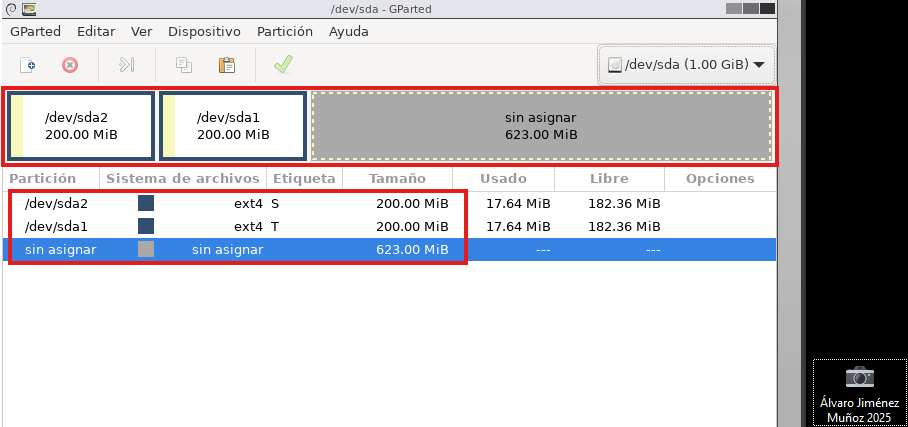 /dev/sda - GParted
GParted Editar Ver Dispositivo Partición Ayuda
/dev/sda (1.00 GiB)
/dev/sda2
200.00 MiB
/dev/sda1
200.00 MiB
sin asignar
623.00 MiB
Partición Sistema de archivos Etiqueta Tamaño Usado Libre Opciones
/dev/sda2 ext4 S 200.00 MiB 17.64 MiB 182.36 MiB
/dev/sda1 ext4 T 200.00 MiB 17.64 MiB 182.36 MiB
sin asignar sin asignar 623.00 MiB --- ---
Álvaro Jiménez
Muñoz 2025